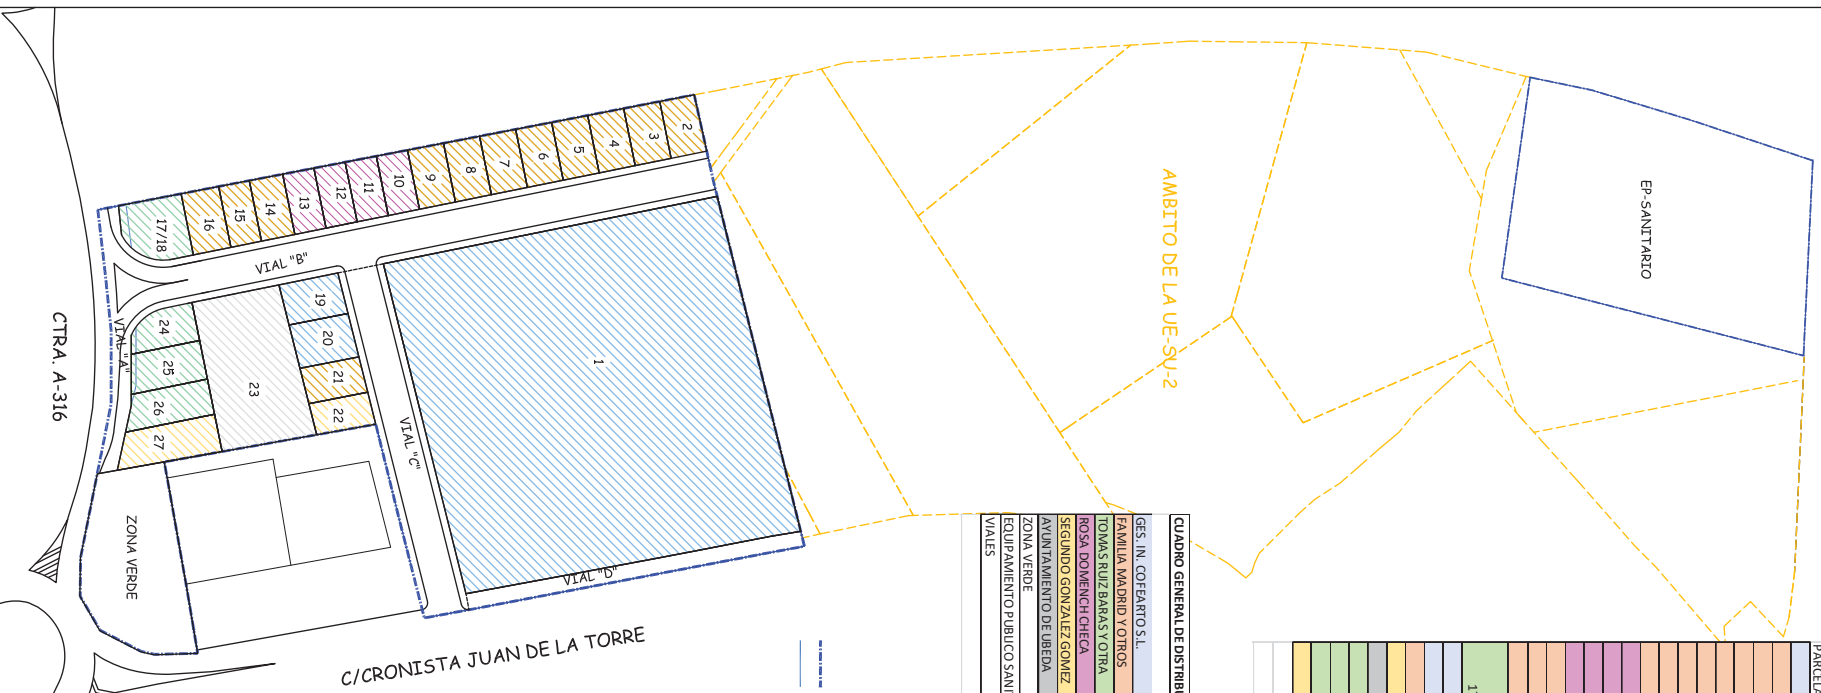 2
3
4
5
6
7
8
9
10
11
12
13
14
15
16
17/18
VIAL "B"
19
20
21
22
23
24
25
26
27
VIAL "A"
CTRA. A-316
VIAL "C"
1
VIAL "D"
ZONA VERDE
C/CRONISTA JUAN DE LA TORRE
AMBITO DE LA UE-SU-2
EP-SANITARIO
CUADRO GENERAL DE DISTRIBU
GES. IN. COFEARTO S.L.
FAMILIA MADRID Y OTROS
TOMAS RUIZ BARAS Y OTRA
ROSA DOMENCH CHECA
SEGUNDO GONZALEZ GOMEZ
AYUNTAMIENTO DE UBEDA
ZONA VERDE
EQUIPAMIENTO PUBLICO SANI
VIALES
PARCELA